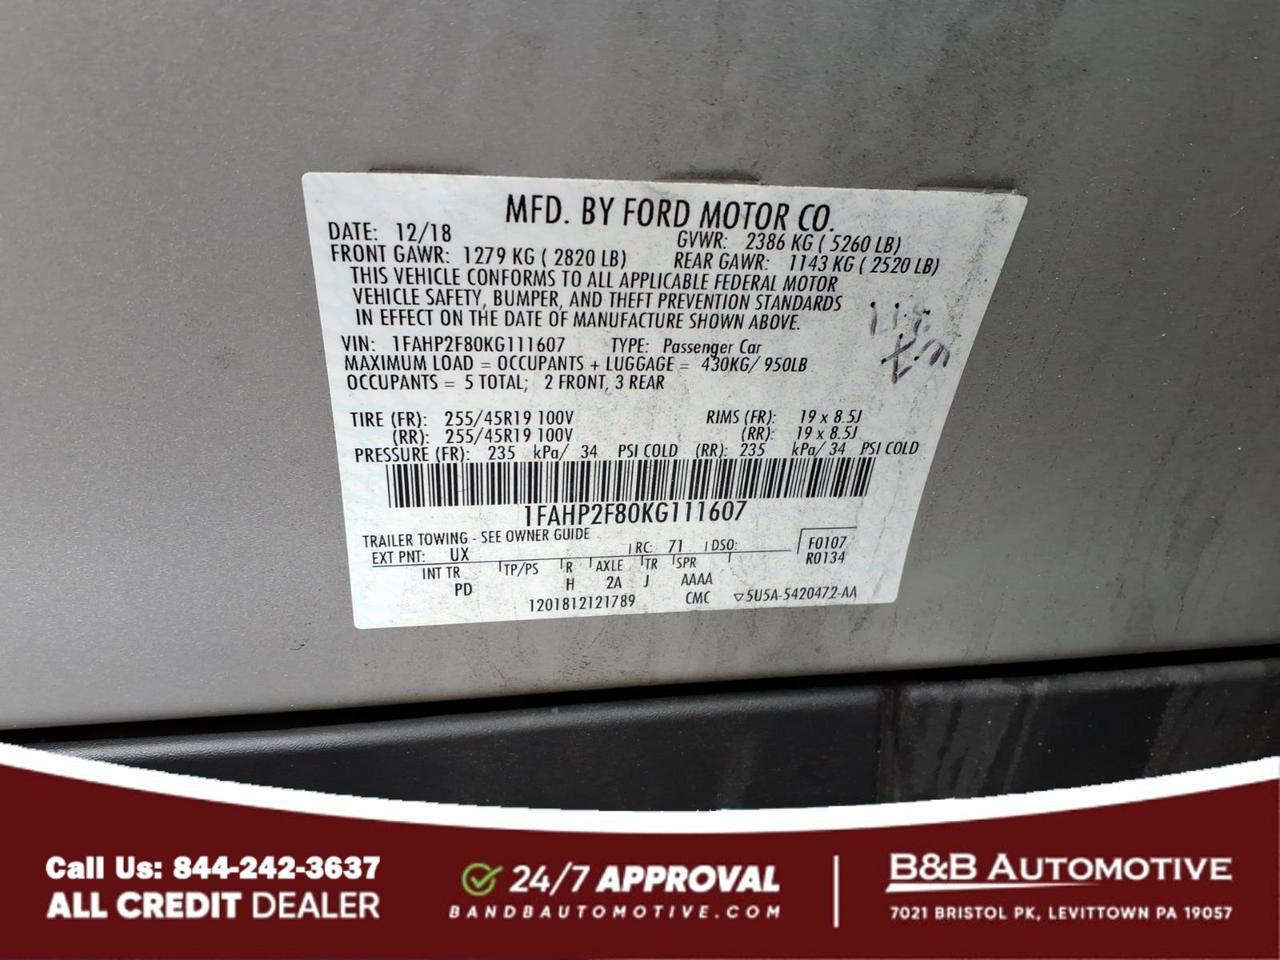 MFD. BY FORD MOTOR CO.
DATE: 12/18 GVWR: 2386 KG ( 5260 LB)
FRONT GAWR: 1279 KG ( 2820 LB) REAR GAWR: 1143 KG ( 2520 LB)
THIS VEHICLE CONFORMS TO ALL APPLICABLE FEDERAL MOTOR
VEHICLE SAFETY, BUMPER, AND THEFT PREVENTION STANDARDS
IN EFFECT ON THE DATE OF MANUFACTURE SHOWN ABOVE.
VIN: 1FAHP2F80KG111607 TYPE: Passenger Car
MAXIMUM LOAD = OCCUPANTS + LUGGAGE = 430KG/ 950LB
OCCUPANTS = 5 TOTAL; 2 FRONT, 3 REAR
TIRE (FR): 255/45R19 100V RIMS (FR): 19 x 8.5J
(RR): 255/45R19 100V (RR): 19 x 8.5J
PRESSURE (FR): 235 kPa/ 34 PSI COLD (RR): 235 kPa/ 34 PSI COLD
1FAHP2F80KG111607
TRAILER TOWING - SEE OWNER GUIDE
EXT PNT: UX RC: 71 DSO: F0107
R0134
INT TR TP/PS R AXLE TR SPR
PD H 2A J AAAA
1201812121789 CMC ▽5U5A-5420472-AA
Call Us: 844-242-3637
ALL CREDIT DEALER
24/7 APPROVAL
BANDBAUTOMOTIVE.COM
B&B AUTOMOTIVE
7021 BRISTOL PK, LEVITTOWN PA 19057